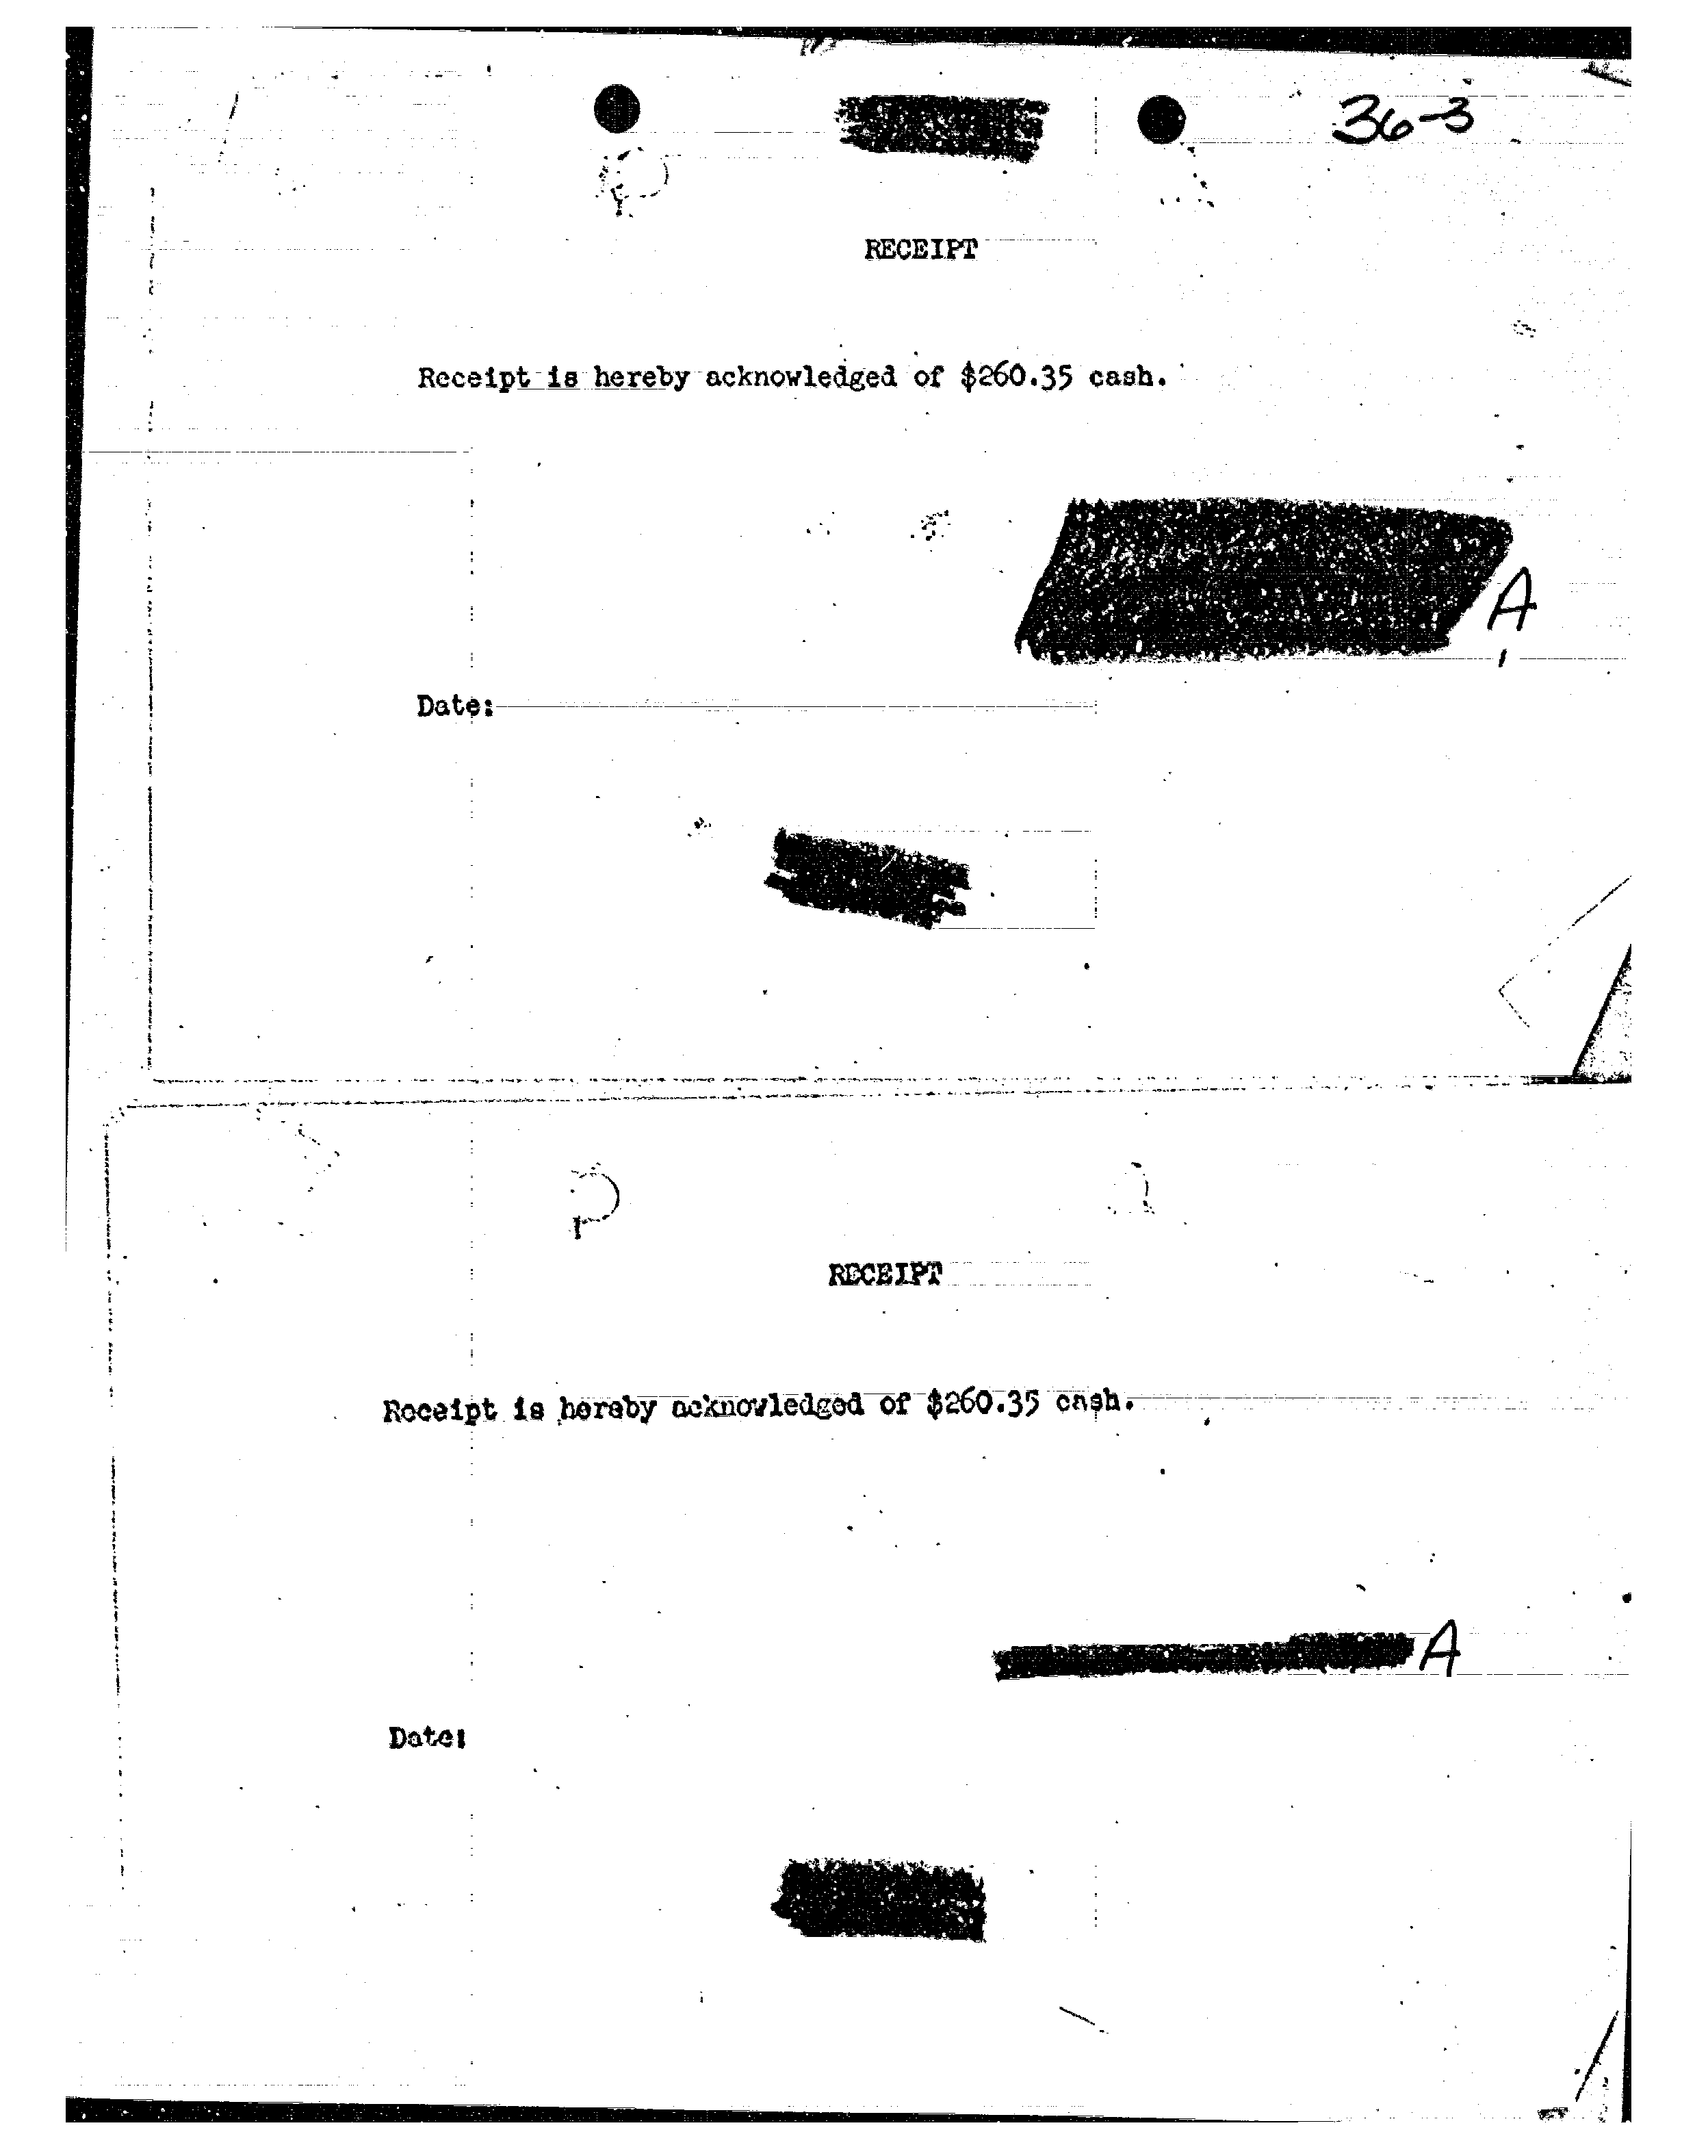 36-3
RECEIPT
Receipt is hereby acknowledged of $260.35 cash.
A
Date:
RECEIPT
Receipt is hereby acknowledged of $260.35 cash.
A
Date: